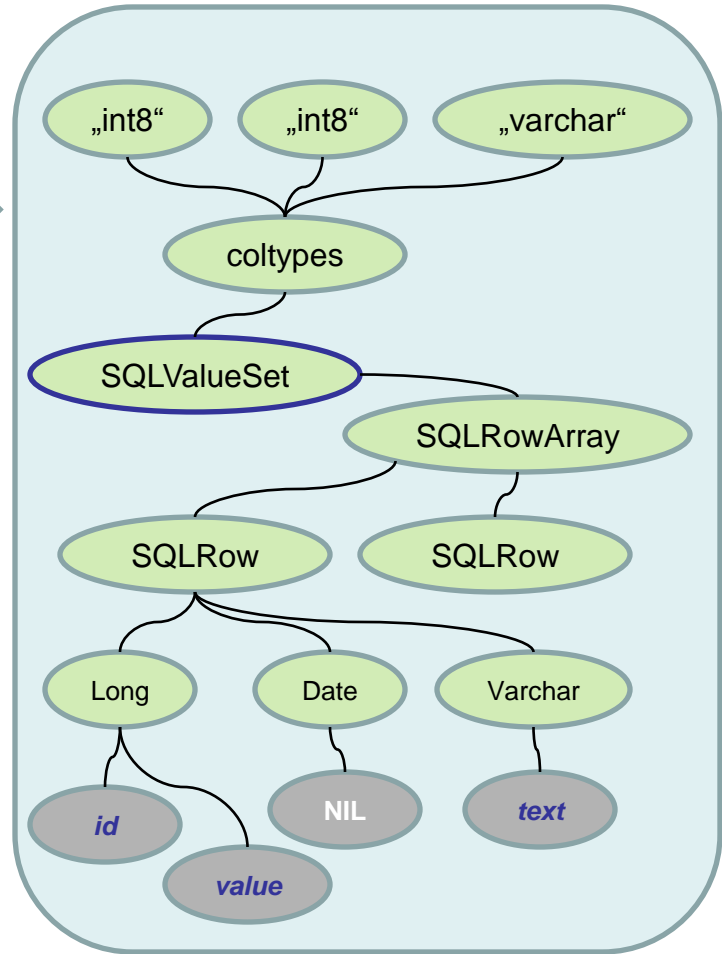 „int8“
„int8“
„varchar“
coltypes
SQLValueSet
SQLRowArray
SQLRow
SQLRow
Long
Date
Varchar
id
NIL
text
value